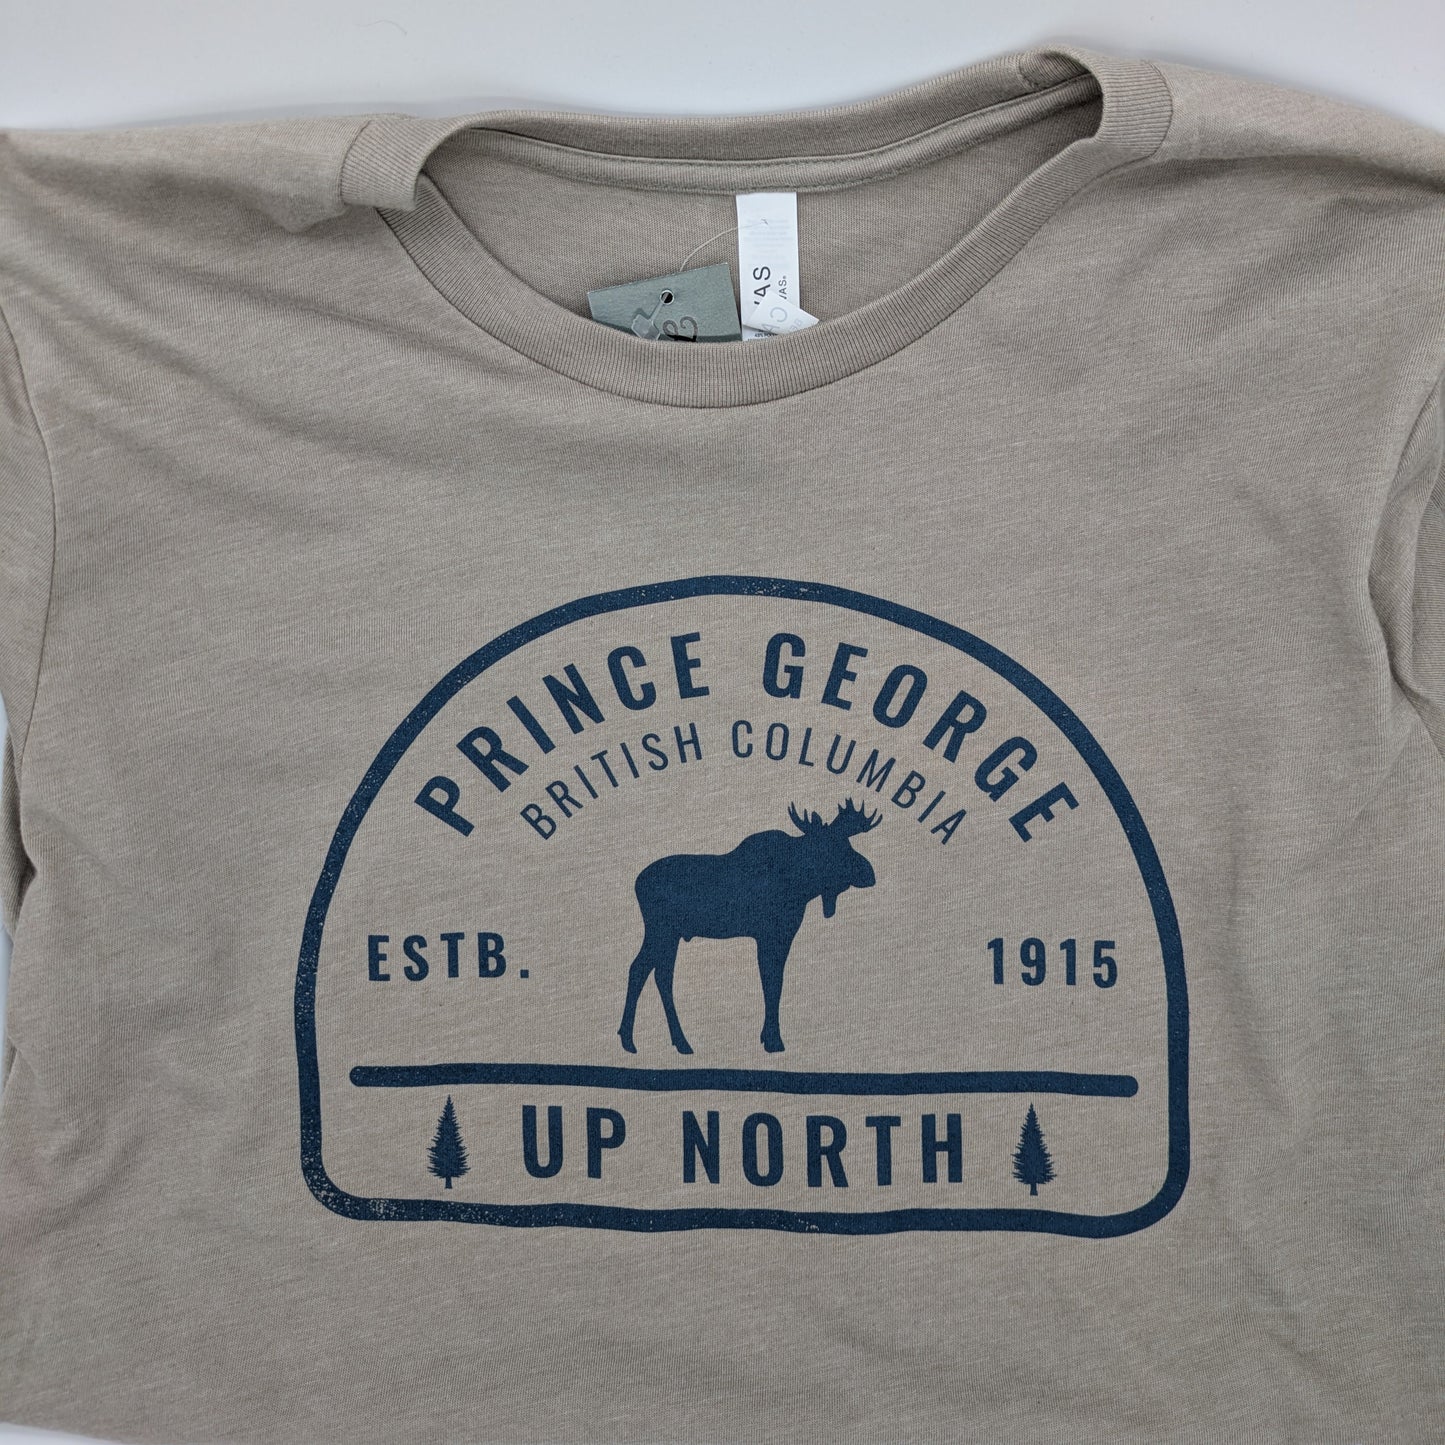 PRINCE GEORGE
BRITISH COLUMBIA
ESTB. 1915
UP NORTH